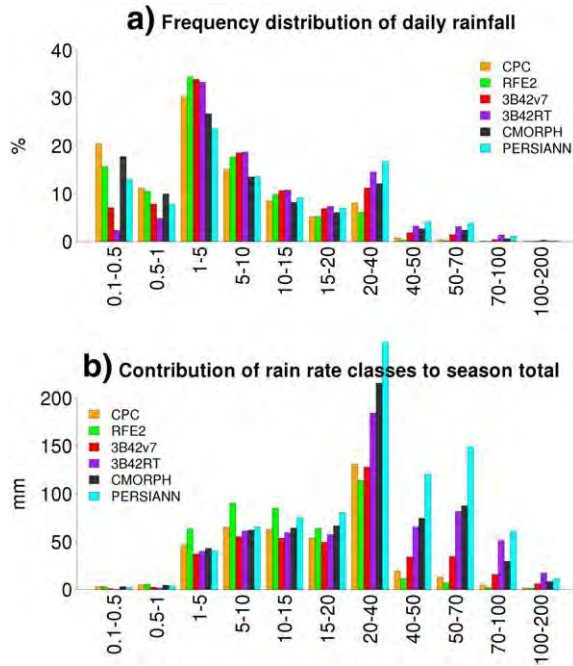 a) Frequency distribution of daily rainfall
40
30
20
10
0
%
CPC
RFE2
3B42v7
3B42RT
CMORPH
PERSIANN
0.1-0.5
0.5-1
1-5
5-10
10-15
15-20
20-40
40-50
50-70
70-100
100-200
b) Contribution of rain rate classes to season total
200
150
100
50
0
mm
CPC
RFE2
3B42v7
3B42RT
CMORPH
PERSIANN
0.1-0.5
0.5-1
1-5
5-10
10-15
15-20
20-40
40-50
50-70
70-100
100-200